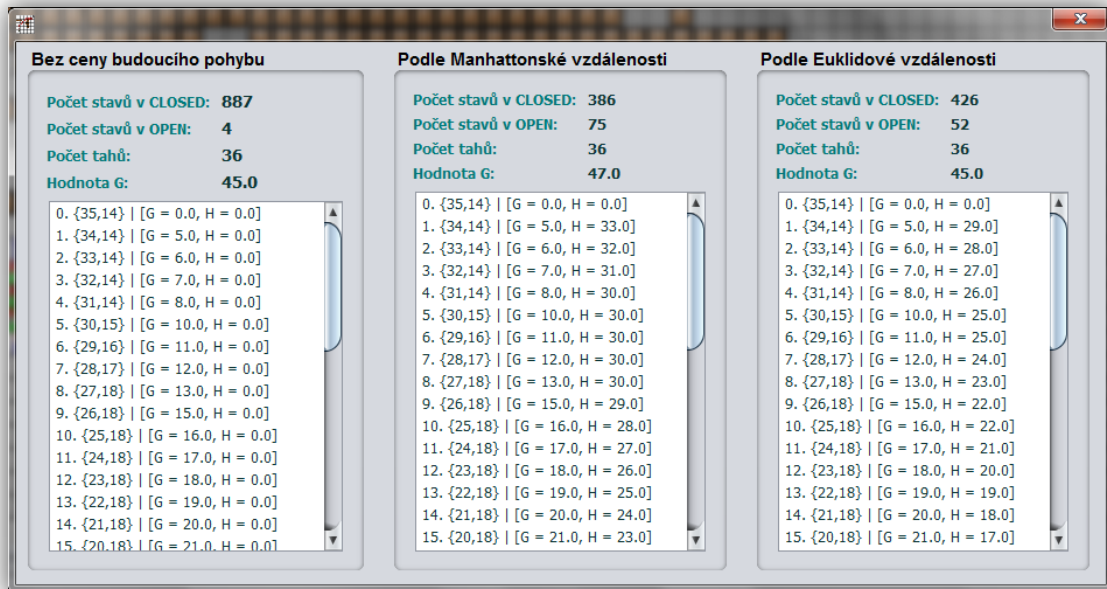 Bez ceny budoucího pohybu
Počet stavů v CLOSED: 887
Počet stavů v OPEN: 4
Počet tahů: 36
Hodnota G: 45.0
0. {35,14} | [G = 0.0, H = 0.0]
1. {34,14} | [G = 5.0, H = 0.0]
2. {33,14} | [G = 6.0, H = 0.0]
3. {32,14} | [G = 7.0, H = 0.0]
4. {31,14} | [G = 8.0, H = 0.0]
5. {30,15} | [G = 10.0, H = 0.0]
6. {29,16} | [G = 11.0, H = 0.0]
7. {28,17} | [G = 12.0, H = 0.0]
8. {27,18} | [G = 13.0, H = 0.0]
9. {26,18} | [G = 15.0, H = 0.0]
10. {25,18} | [G = 16.0, H = 0.0]
11. {24,18} | [G = 17.0, H = 0.0]
12. {23,18} | [G = 18.0, H = 0.0]
13. {22,18} | [G = 19.0, H = 0.0]
14. {21,18} | [G = 20.0, H = 0.0]
15. {20,18} | [G = 21.0, H = 0.0]
Podle Manhattonské vzdálenosti
Počet stavů v CLOSED: 386
Počet stavů v OPEN: 75
Počet tahů: 36
Hodnota G: 47.0
0. {35,14} | [G = 0.0, H = 0.0]
1. {34,14} | [G = 5.0, H = 33.0]
2. {33,14} | [G = 6.0, H = 32.0]
3. {32,14} | [G = 7.0, H = 31.0]
4. {31,14} | [G = 8.0, H = 30.0]
5. {30,15} | [G = 10.0, H = 30.0]
6. {29,16} | [G = 11.0, H = 30.0]
7. {28,17} | [G = 12.0, H = 30.0]
8. {27,18} | [G = 13.0, H = 30.0]
9. {26,18} | [G = 15.0, H = 29.0]
10. {25,18} | [G = 16.0, H = 28.0]
11. {24,18} | [G = 17.0, H = 27.0]
12. {23,18} | [G = 18.0, H = 26.0]
13. {22,18} | [G = 19.0, H = 25.0]
14. {21,18} | [G = 20.0, H = 24.0]
15. {20,18} | [G = 21.0, H = 23.0]
Podle Euklidové vzdálenosti
Počet stavů v CLOSED: 426
Počet stavů v OPEN: 52
Počet tahů: 36
Hodnota G: 45.0
0. {35,14} | [G = 0.0, H = 0.0]
1. {34,14} | [G = 5.0, H = 29.0]
2. {33,14} | [G = 6.0, H = 28.0]
3. {32,14} | [G = 7.0, H = 27.0]
4. {31,14} | [G = 8.0, H = 26.0]
5. {30,15} | [G = 10.0, H = 25.0]
6. {29,16} | [G = 11.0, H = 25.0]
7. {28,17} | [G = 12.0, H = 24.0]
8. {27,18} | [G = 13.0, H = 23.0]
9. {26,18} | [G = 15.0, H = 22.0]
10. {25,18} | [G = 16.0, H = 22.0]
11. {24,18} | [G = 17.0, H = 21.0]
12. {23,18} | [G = 18.0, H = 20.0]
13. {22,18} | [G = 19.0, H = 19.0]
14. {21,18} | [G = 20.0, H = 18.0]
15. {20,18} | [G = 21.0, H = 17.0]